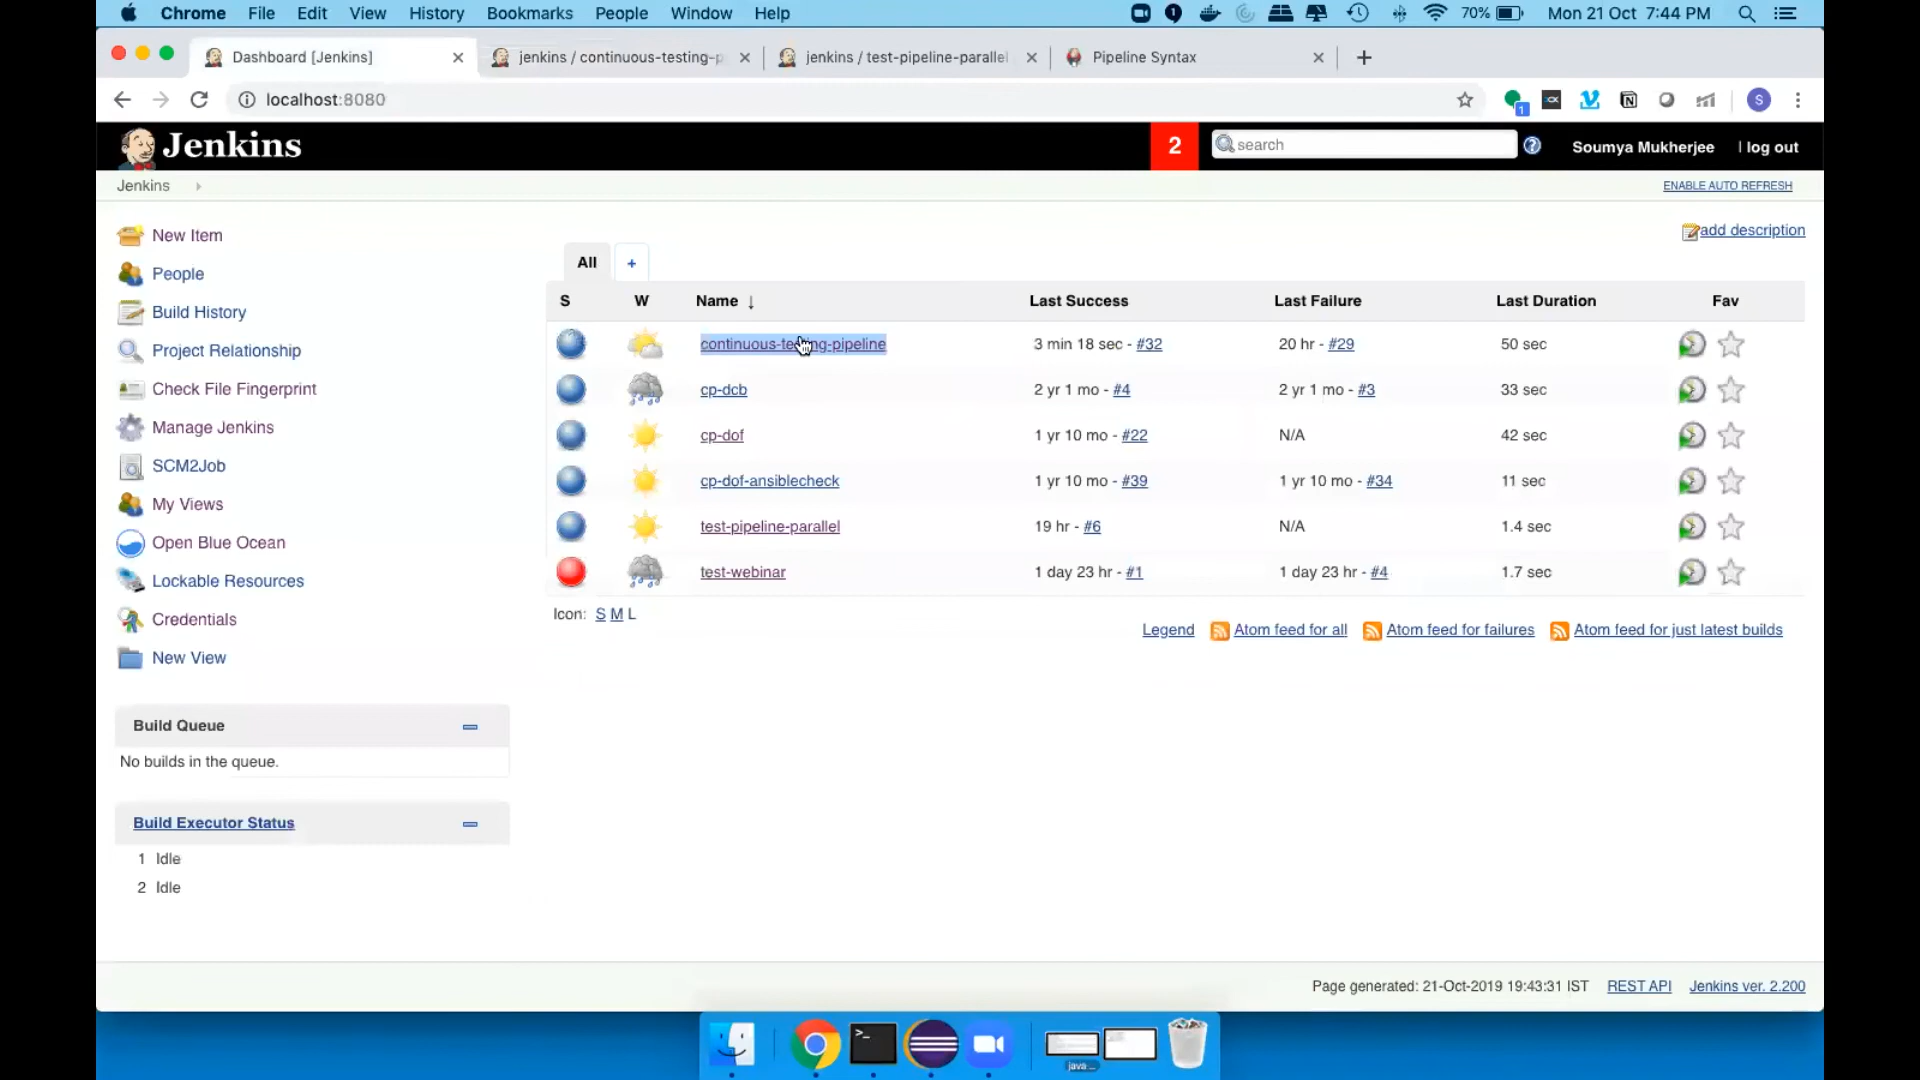 Chrome File Edit View History Bookmarks People Window Help 70% Mon 21 Oct 7:44 PM
Dashboard [Jenkins] jenkins / continuous-testing-p jenkins / test-pipeline-parallel Pipeline Syntax
localhost:8080 1 S
Jenkins 2 search Soumya Mukherjee | log out
Jenkins ENABLE AUTO REFRESH
New Item
People
Build History
Project Relationship
Check File Fingerprint
Manage Jenkins
SCM2Job
My Views
Open Blue Ocean
Lockable Resources
Credentials
New View
Build Queue
No builds in the queue.
Build Executor Status
1 Idle
2 Idle
add description
All +
S W Name ↓ Last Success Last Failure Last Duration Fav
continuous-testing-pipeline 3 min 18 sec - #32 20 hr - #29 50 sec
cp-dcb 2 yr 1 mo - #4 2 yr 1 mo - #3 33 sec
cp-dof 1 yr 10 mo - #22 N/A 42 sec
cp-dof-ansiblecheck 1 yr 10 mo - #39 1 yr 10 mo - #34 11 sec
test-pipeline-parallel 19 hr - #6 N/A 1.4 sec
test-webinar 1 day 23 hr - #1 1 day 23 hr - #4 1.7 sec
Icon: S M L
Legend Atom feed for all Atom feed for failures Atom feed for just latest builds
Page generated: 21-Oct-2019 19:43:31 IST REST API Jenkins ver. 2.200
java ...